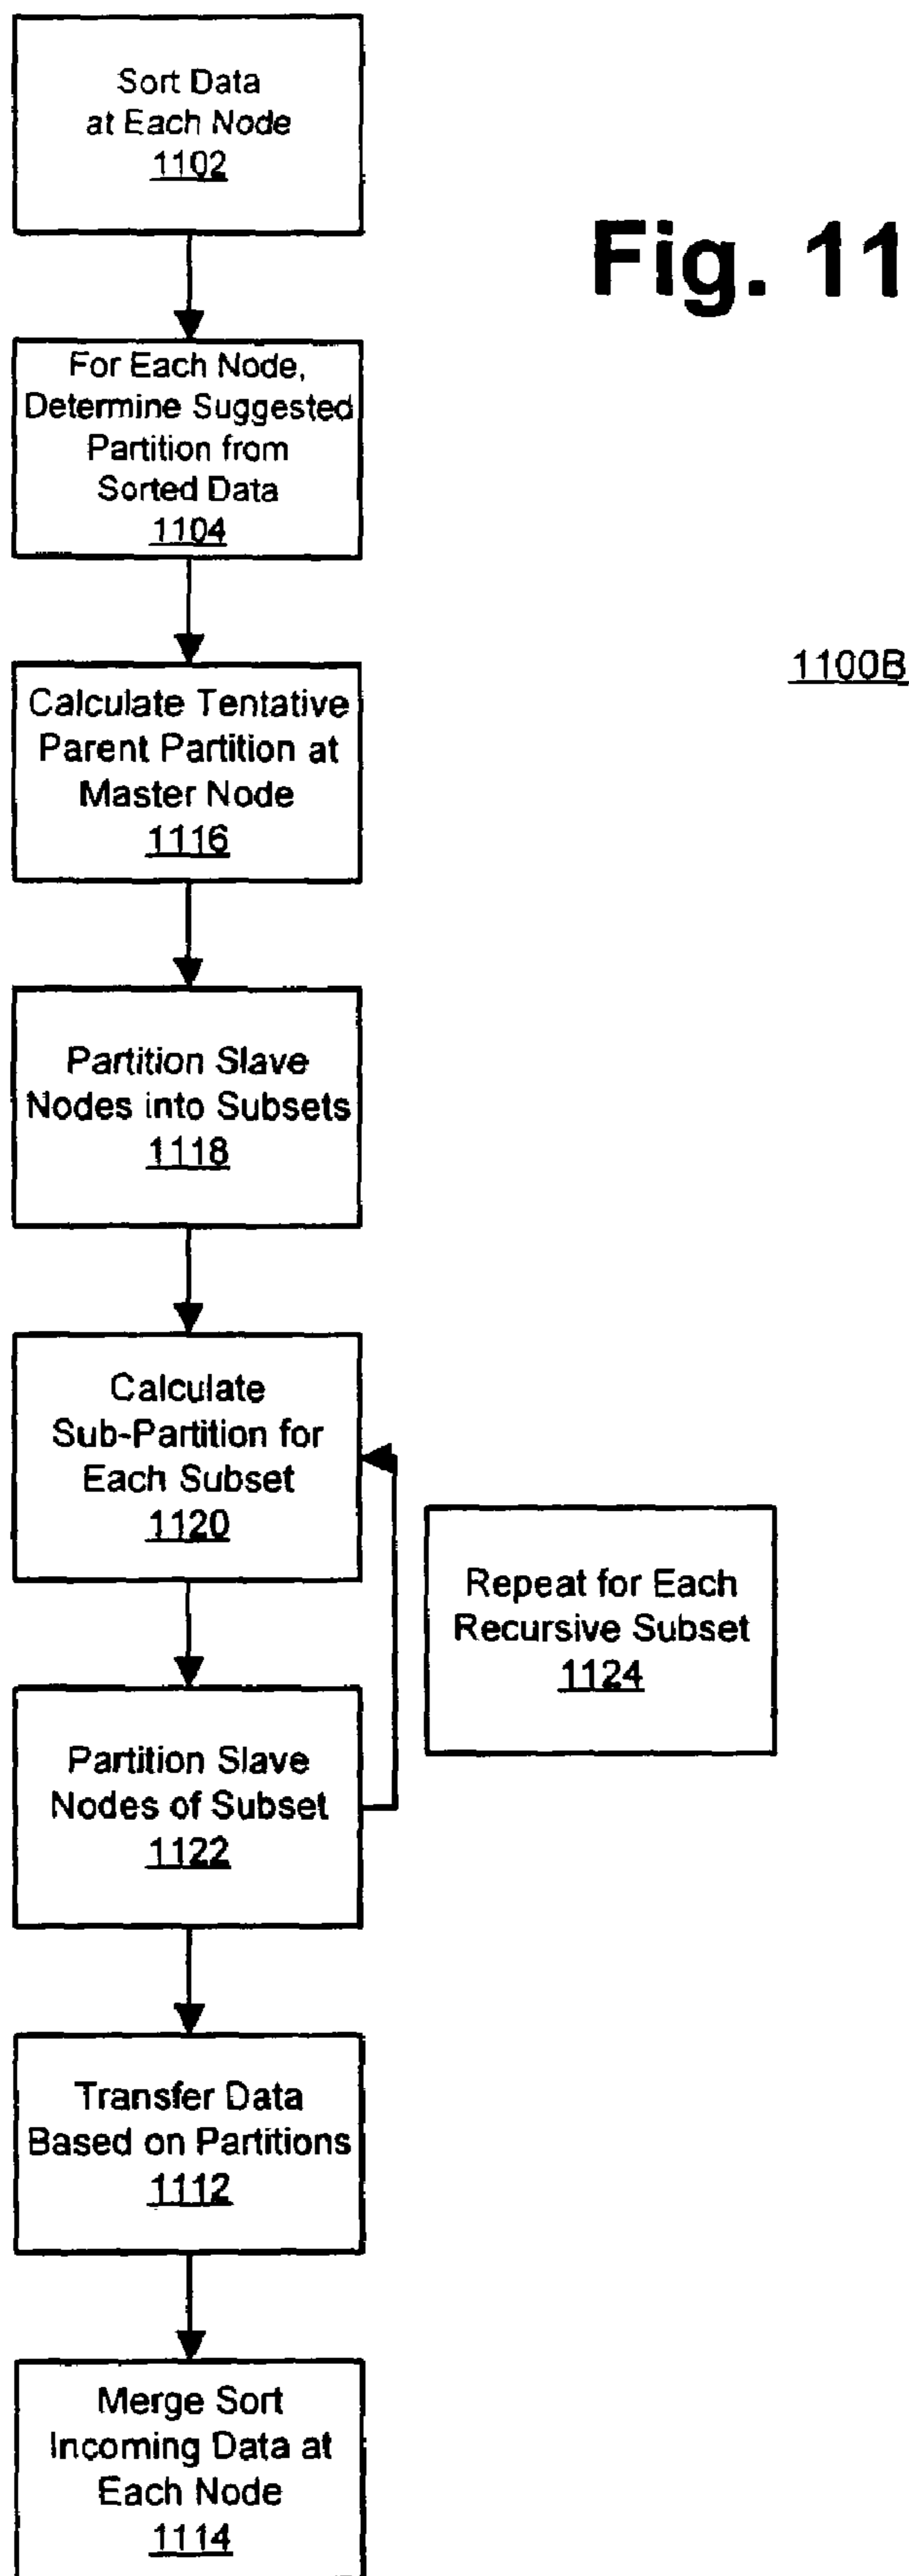 Sort Data
at Each Node
1102
Fig. 11
For Each Node,
Determine Suggested
Partition from
Sorted Data
1104
1100B
Calculate Tentative
Parent Partition at
Master Node
1116
Partition Slave
Nodes into Subsets
1118
Calculate
Sub-Partition for
Each Subset
1120
Repeat for Each
Recursive Subset
1124
Partition Slave
Nodes of Subset
1122
Transfer Data
Based on Partitions
1112
Merge Sort
Incoming Data at
Each Node
1114